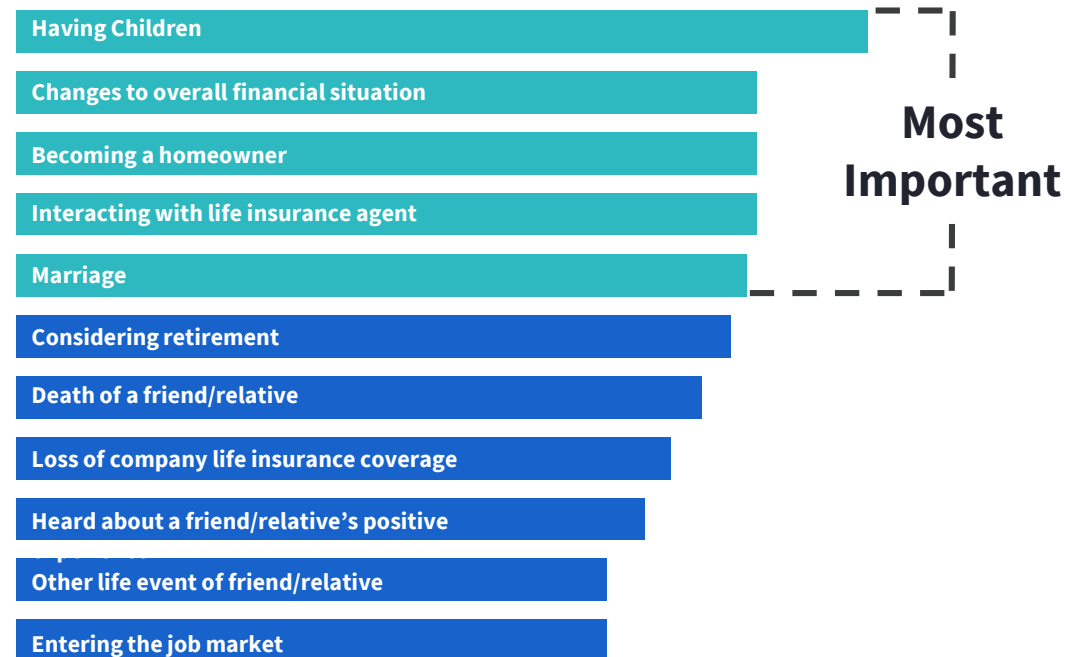 Having Children
Changes to overall financial situation
Most
Becoming a homeowner
Important
Interacting with life insurance agent
Marriage
Considering retirement
Death of a friend/relative
Loss of company life insurance coverage
Heard about a friend/relative’s positive
Other life event of friend/relative
Entering the job market